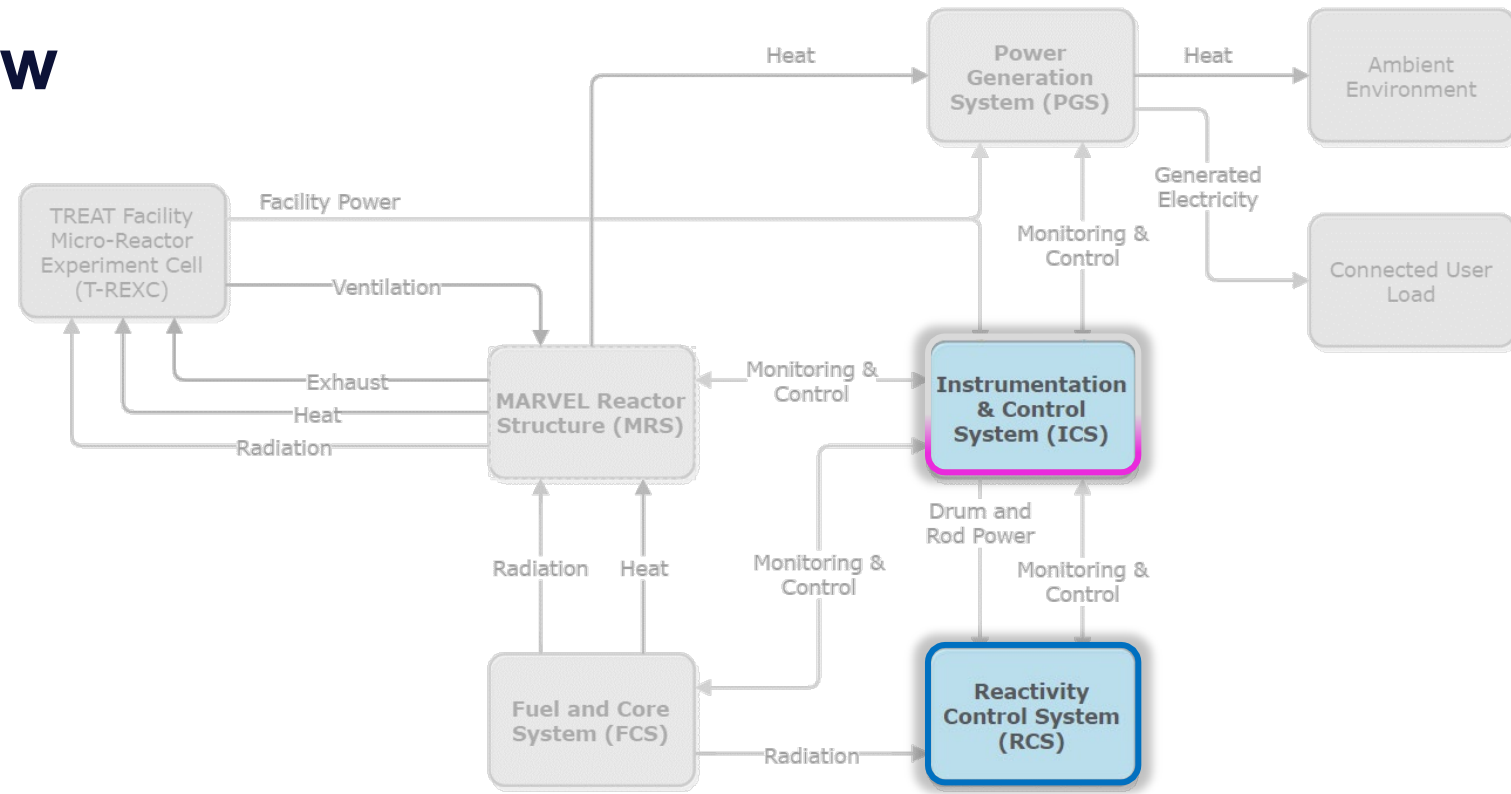 w
Heat
Power
Generation
System (PGS)
Heat
Ambient
Environment
TREAT Facility
Micro-Reactor
Experiment Cell
(T-REXC)
Facility Power
Ventilation
Monitoring &
Control
Generated
Electricity
Connected User
Load
Exhaust
Heat
Radiation
MARVEL Reactor
Structure (MRS)
Monitoring &
Control
Instrumentation
& Control
System (ICS)
Radiation
Heat
Monitoring &
Control
Drum and
Rod Power
Monitoring &
Control
Fuel and Core
System (FCS)
Radiation
Reactivity
Control System
(RCS)